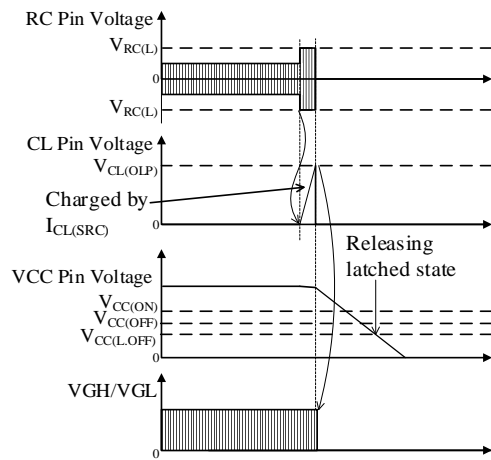 RC Pin Voltage
VRC(L)
0
VRC(L)
CL Pin Voltage
VCL(OLP)
Charged by
ICL(SRC)
0
Releasing
latched state
VCC Pin Voltage
VCC(ON)
VCC(OFF)
VCC(L.OFF)
0
VGH/VGL
0